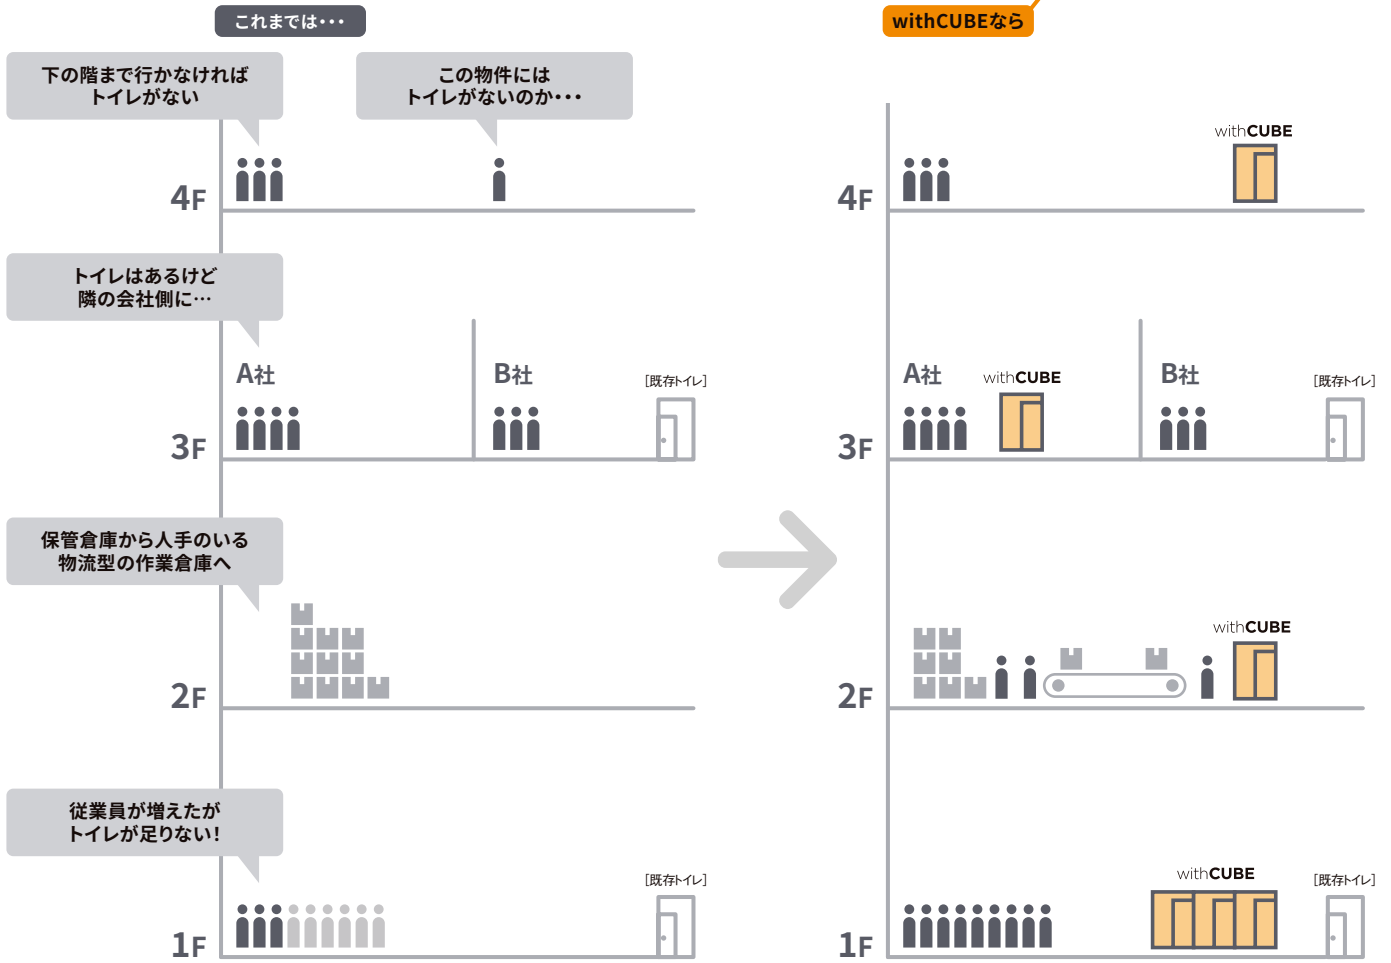 これまでは･･･
下の階まで行かなければ
トイレがない
この物件には
トイレがないのか･･･
4F
トイレはあるけど
隣の会社側に…
A社
B社
[既存トイレ]
3F
保管倉庫から人手のいる
物流型の作業倉庫へ
2F
従業員が増えたが
トイレが足りない！
[既存トイレ]
1F
withCUBEなら
withCUBE
4F
A社
withCUBE
B社
[既存トイレ]
3F
withCUBE
2F
withCUBE
[既存トイレ]
1F